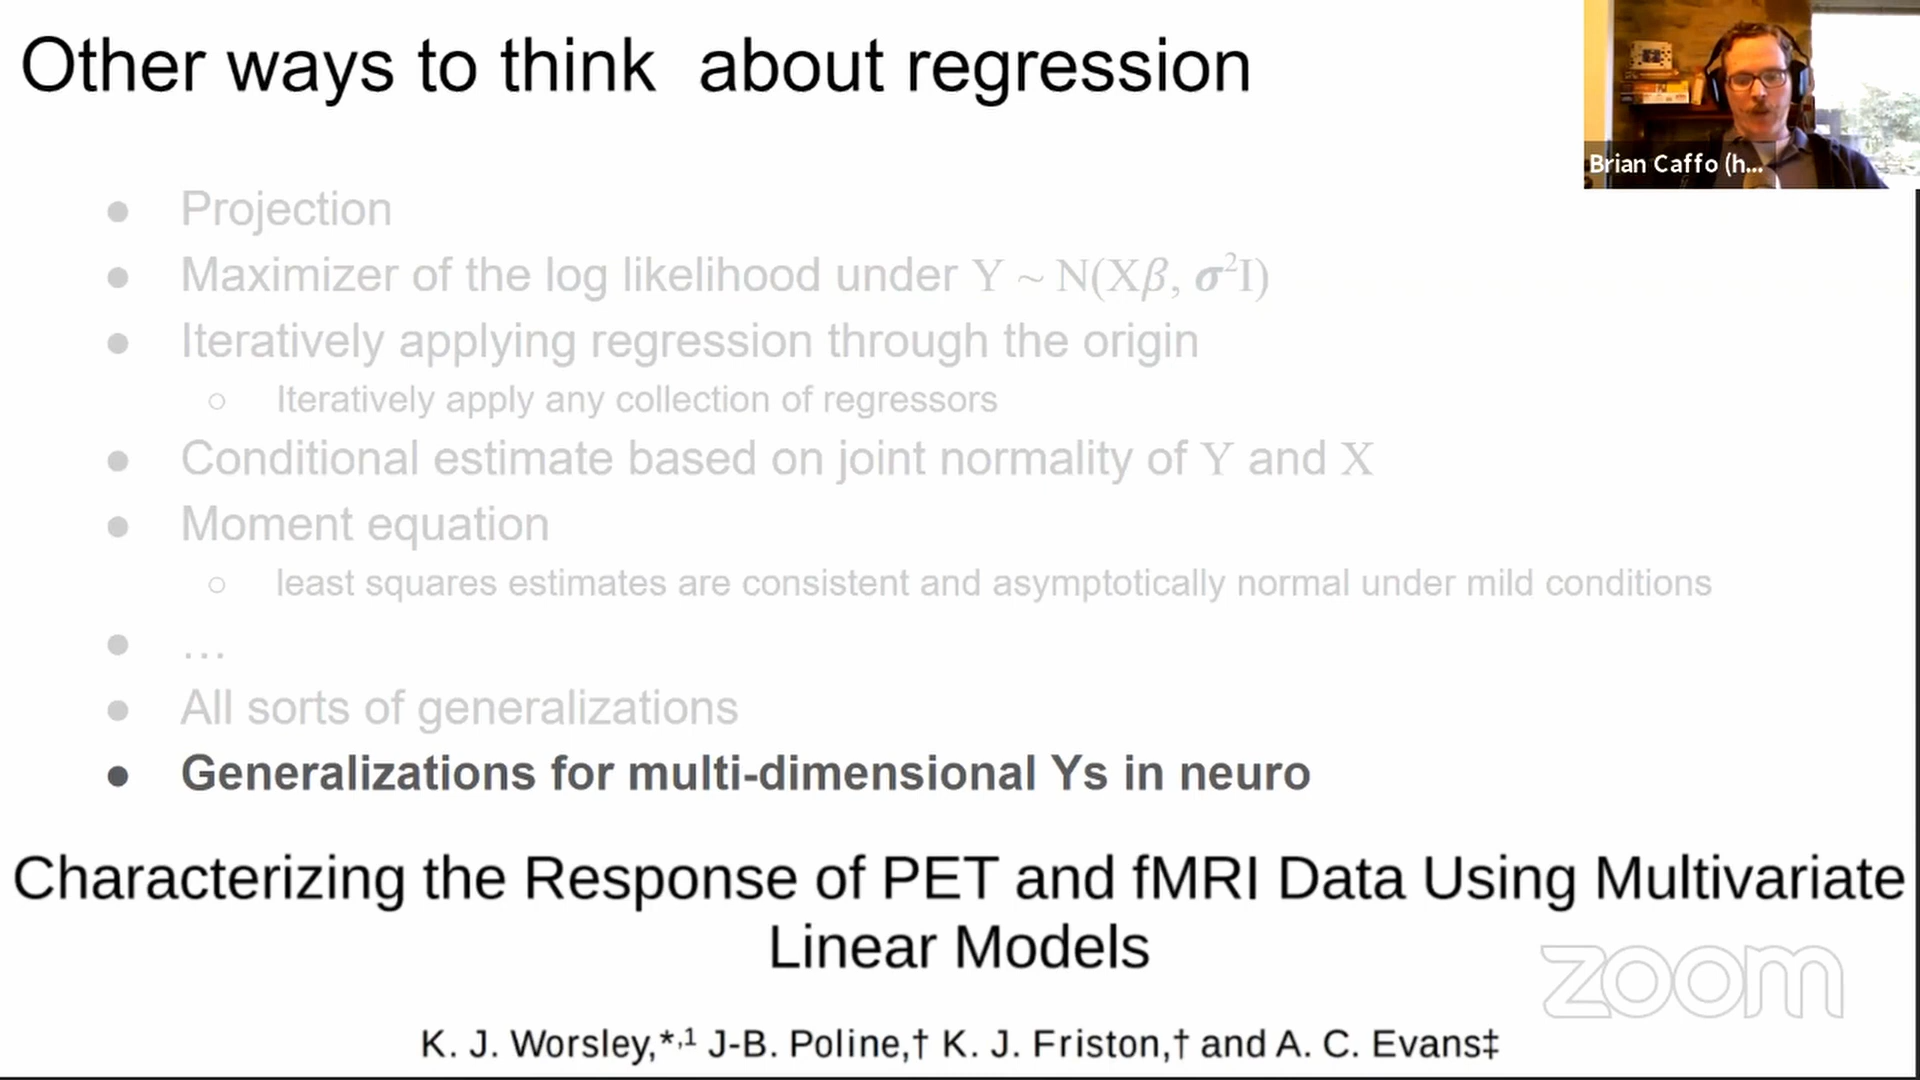 Other ways to think about regression
Brian Caffo (h...
● Projection
● Maximizer of the log likelihood under Y ~ N(Xβ, σ²I)
● Iteratively applying regression through the origin
○ Iteratively apply any collection of regressors
● Conditional estimate based on joint normality of Y and X
● Moment equation
○ least squares estimates are consistent and asymptotically normal under mild conditions
● …
● All sorts of generalizations
● Generalizations for multi-dimensional Ys in neuro
Characterizing the Response of PET and fMRI Data Using Multivariate
Linear Models
zoom
K. J. Worsley,*,¹ J-B. Poline,† K. J. Friston,† and A. C. Evans‡